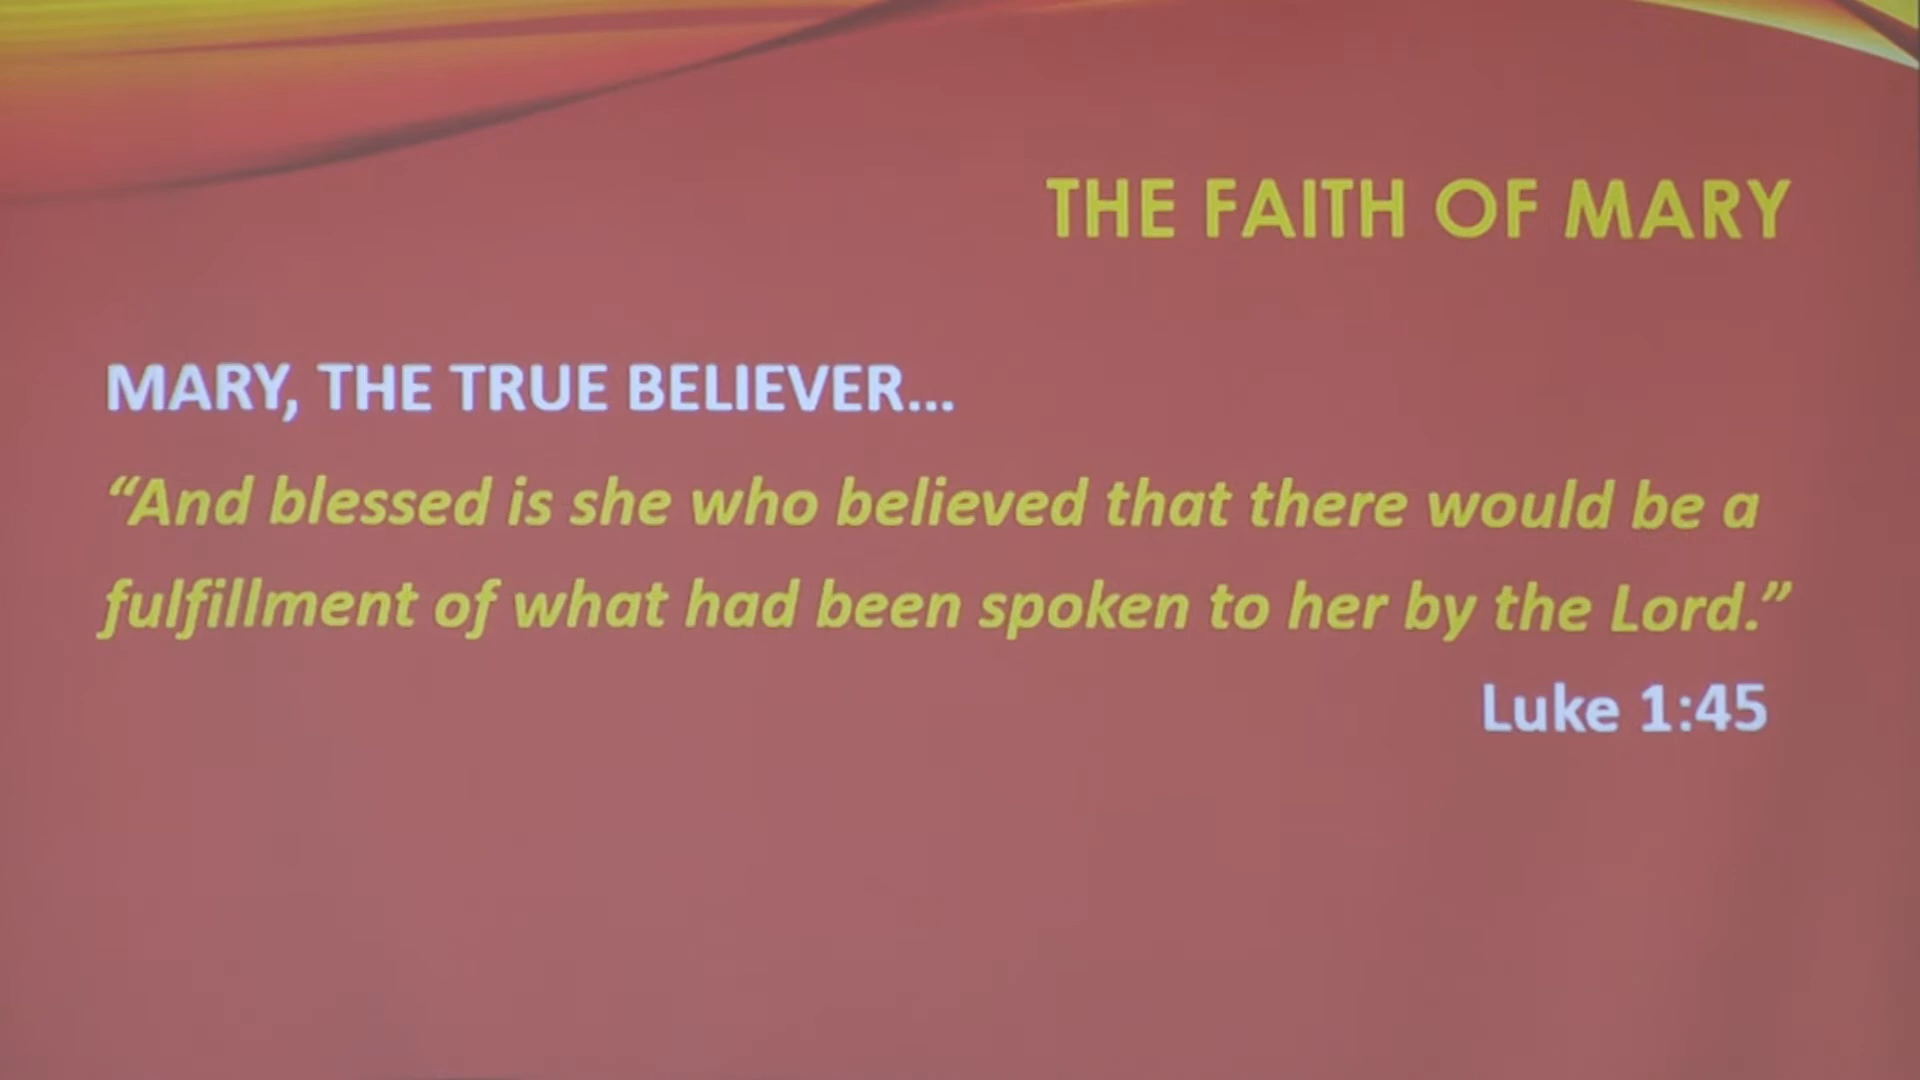 THE FAITH OF MARY
MARY, THE TRUE BELIEVER...
“And blessed is she who believed that there would be a
fulfillment of what had been spoken to her by the Lord.”
Luke 1:45